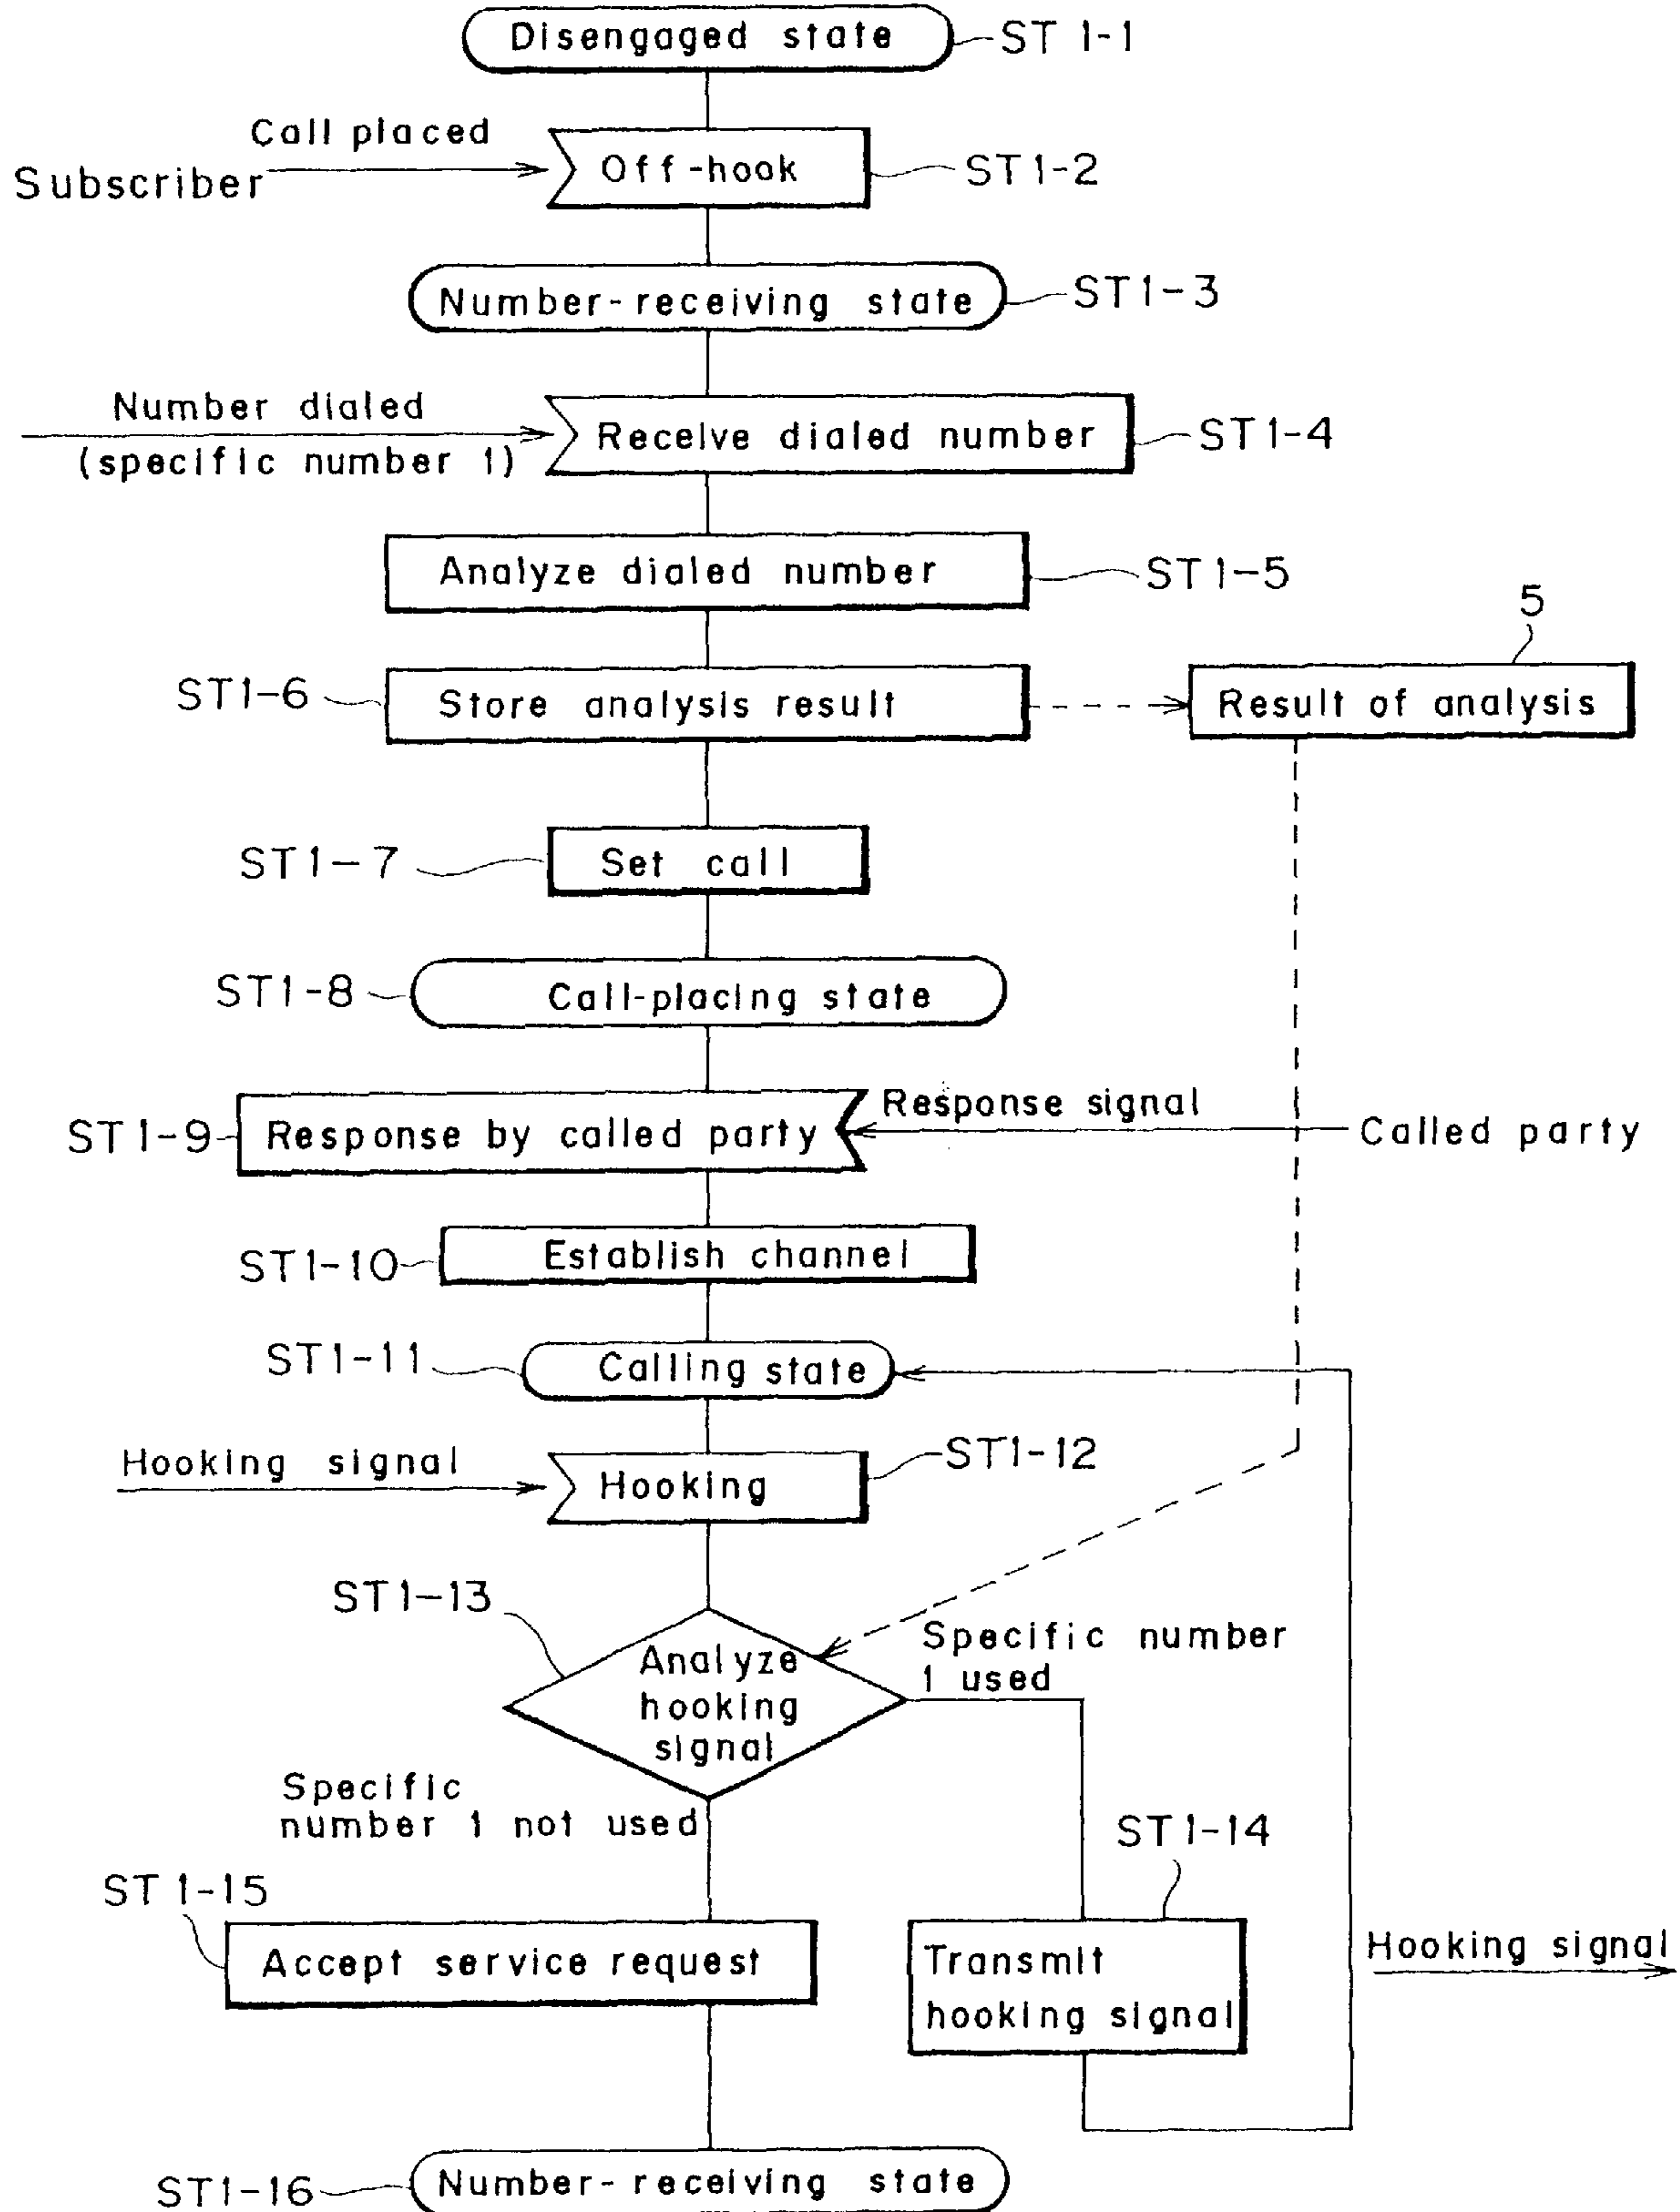 Disengaged state
ST 1-1
Call placed
Subscriber
Off-hook
ST1-2
Number-receiving state
ST1-3
Number dialed
(specific number 1)
Receive dialed number
ST1-4
Analyze dialed number
ST1-5
5
ST1-6
Store analysis result
Result of analysis
ST1-7
Set call
ST1-8
Call-placing state
ST1-9
Response by called party
Response signal
Called party
ST1-10
Establish channel
ST1-11
Calling state
Hooking signal
Hooking
ST1-12
ST1-13
Analyze
hooking
signal
Specific number
1 used
Specific
number 1 not used
ST1-14
ST 1-15
Accept service request
Transmit
hooking signal
Hooking signal
ST1-16
Number-receiving state